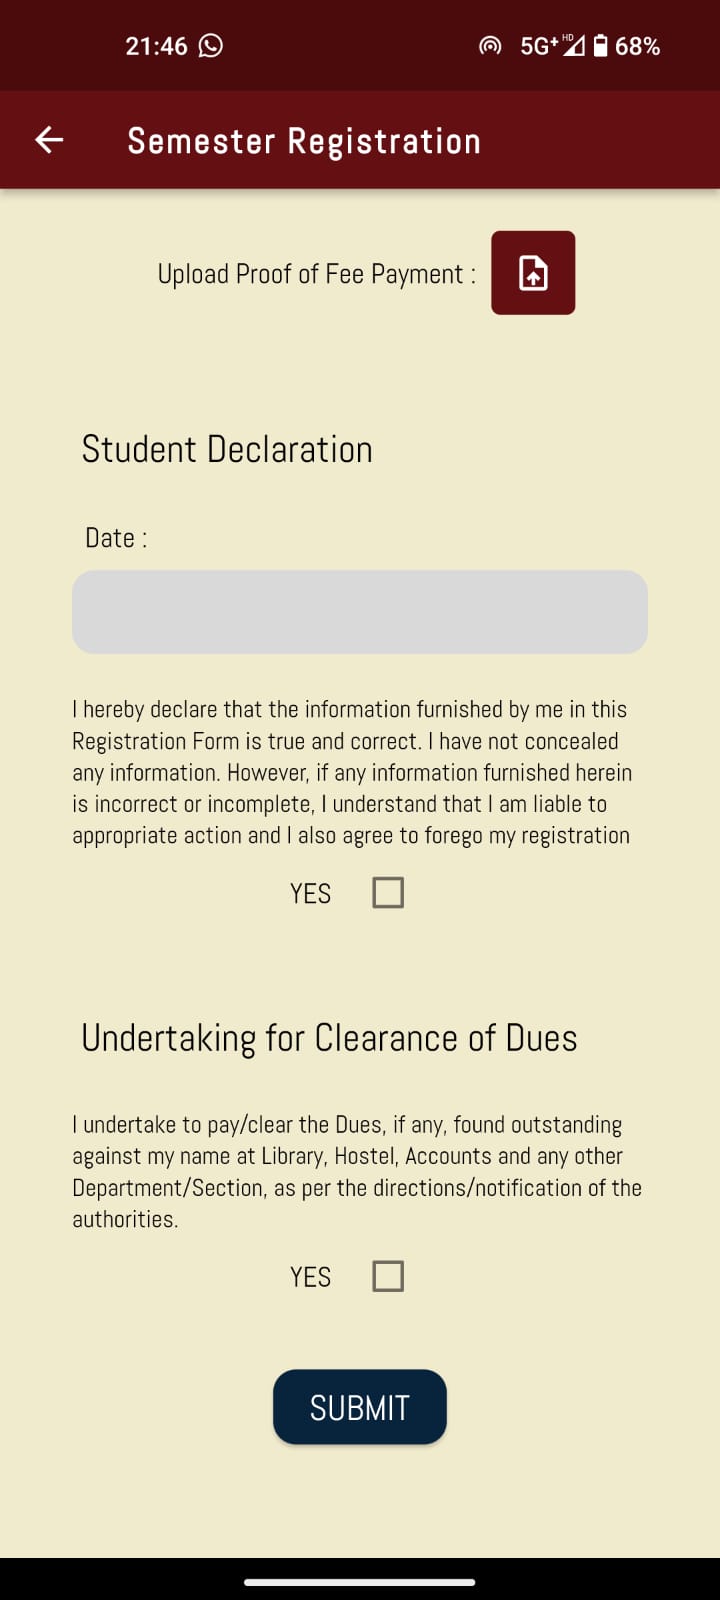 21:46 5G+ HD 68%
Semester Registration
Upload Proof of Fee Payment :
Student Declaration
Date :
I hereby declare that the information furnished by me in this
Registration Form is true and correct. I have not concealed
any information. However, if any information furnished herein
is incorrect or incomplete, I understand that I am liable to
appropriate action and I also agree to forego my registration
YES
Undertaking for Clearance of Dues
I undertake to pay/clear the Dues, if any, found outstanding
against my name at Library, Hostel, Accounts and any other
Department/Section, as per the directions/notification of the
authorities.
YES
SUBMIT